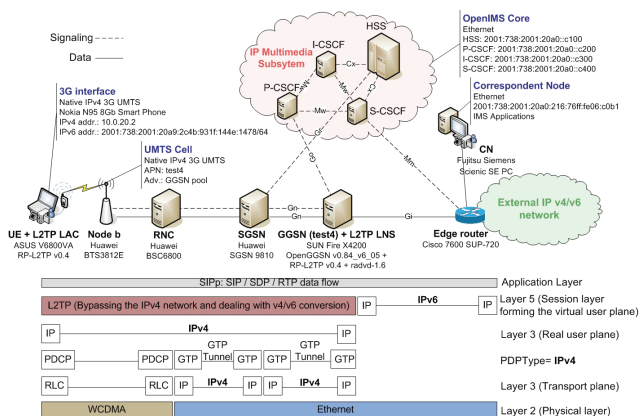 Signaling
Data
IP Multimedia
Subsytem
I-CSCF
HSS
P-CSCF
S-CSCF
Cx
Mw
Mw
Mw
Cx
Gr
Go
Mm
OpenIMS Core
Ethernet
HSS: 2001:738:2001:20a0::c100
P-CSCF: 2001:738:2001:20a0::c200
I-CSCF: 2001:738:2001:20a0::c300
S-CSCF: 2001:738:2001:20a0::c400
Correspondent Node
Ethernet
2001:738:2001:20a0:216:76ff:fe06:c0b1
IMS Applications
CN
Fujitsu Siemens
Scienic SE PC
3G interface
Native IPv4 3G UMTS
Nokia N95 8Gb Smart Phone
IPv4 addr.: 10.0.20.2
IPv6 addr.: 2001:738:2001:20a9:2c4b:931f:144e:1478/64
UMTS Cell
Native IPv4 3G UMTS
APN: test4
Adv.: GGSN pool
Gn
Gn
Gi
External IP v4/v6
network
UE + L2TP LAC
ASUS V6800VA
RP-L2TP v0.4
Node b
Huawei
BTS3812E
RNC
Huawei
BSC6800
SGSN
Huawei
SGSN 9810
GGSN (test4) + L2TP LNS
SUN Fire X4200
OpenGGSN v0.84_v6_05 +
RP-L2TP v0.4 + radvd-1.6
Edge router
Cisco 7600 SUP-720
SIPp: SIP / SDP / RTP data flow
Application Layer
L2TP (Bypassing the IPv4 network and dealing with v4/v6 conversion)
IP
IPv6
IP
Layer 5 (Session layer
forming the virtual user plane)
IP
IPv4
IP
Layer 3 (Real user plane)
PDCP
PDCP
GTP
GTP
Tunnel
GTP
GTP
GTP
Tunnel
GTP
PDPType= IPv4
RLC
RLC
IP
IPv4
IP
IP
IPv4
IP
Layer 3 (Transport plane)
WCDMA
Ethernet
Layer 2 (Physical layer)